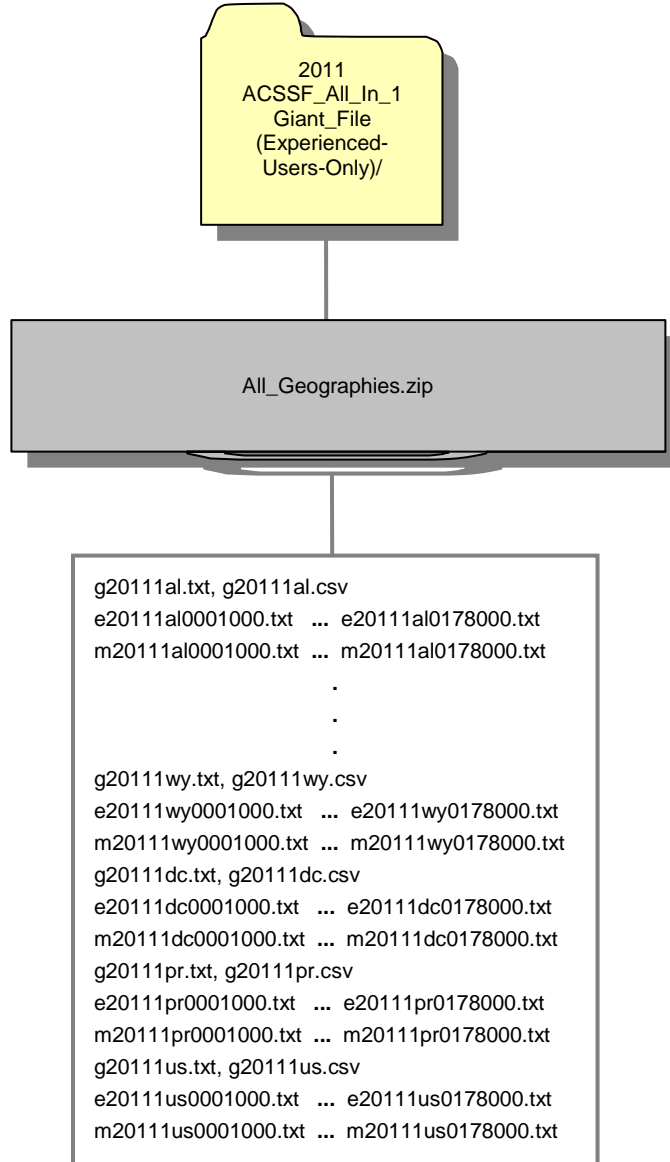 2011
ACSSF_All_In_1
Giant_File
(Experienced-
Users-Only)/
All_Geographies.zip
g20111al.txt, g20111al.csv
e20111al0001000.txt ... e20111al0178000.txt
m20111al0001000.txt ... m20111al0178000.txt
.
.
.
g20111wy.txt, g20111wy.csv
e20111wy0001000.txt ... e20111wy0178000.txt
m20111wy0001000.txt ... m20111wy0178000.txt
g20111dc.txt, g20111dc.csv
e20111dc0001000.txt ... e20111dc0178000.txt
m20111dc0001000.txt ... m20111dc0178000.txt
g20111pr.txt, g20111pr.csv
e20111pr0001000.txt ... e20111pr0178000.txt
m20111pr0001000.txt ... m20111pr0178000.txt
g20111us.txt, g20111us.csv
e20111us0001000.txt ... e20111us0178000.txt
m20111us0001000.txt ... m20111us0178000.txt